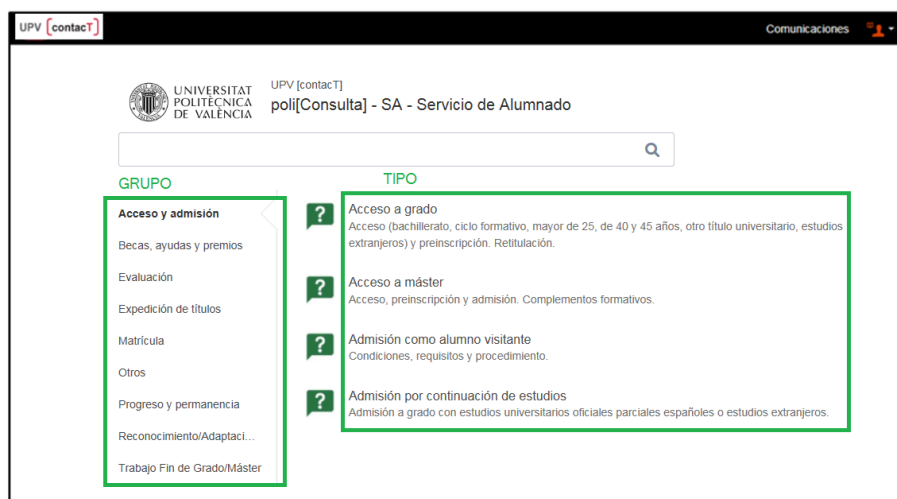 UPV [contacT]
Comunicaciones
UNIVERSITAT
POLITÈCNICA
DE VALÈNCIA
UPV [contacT]
poli[Consulta] - SA - Servicio de Alumnado
GRUPO
TIPO
Acceso y admisión
Becas, ayudas y premios
Evaluación
Expedición de títulos
Matrícula
Otros
Progreso y permanencia
Reconocimiento/Adaptaci...
Trabajo Fin de Grado/Máster
Acceso a grado
Acceso (bachillerato, ciclo formativo, mayor de 25, de 40 y 45 años, otro título universitario, estudios
extranjeros) y preinscripción. Retitulación.
Acceso a máster
Acceso, preinscripción y admisión. Complementos formativos.
Admisión como alumno visitante
Condiciones, requisitos y procedimiento.
Admisión por continuación de estudios
Admisión a grado con estudios universitarios oficiales parciales españoles o estudios extranjeros.